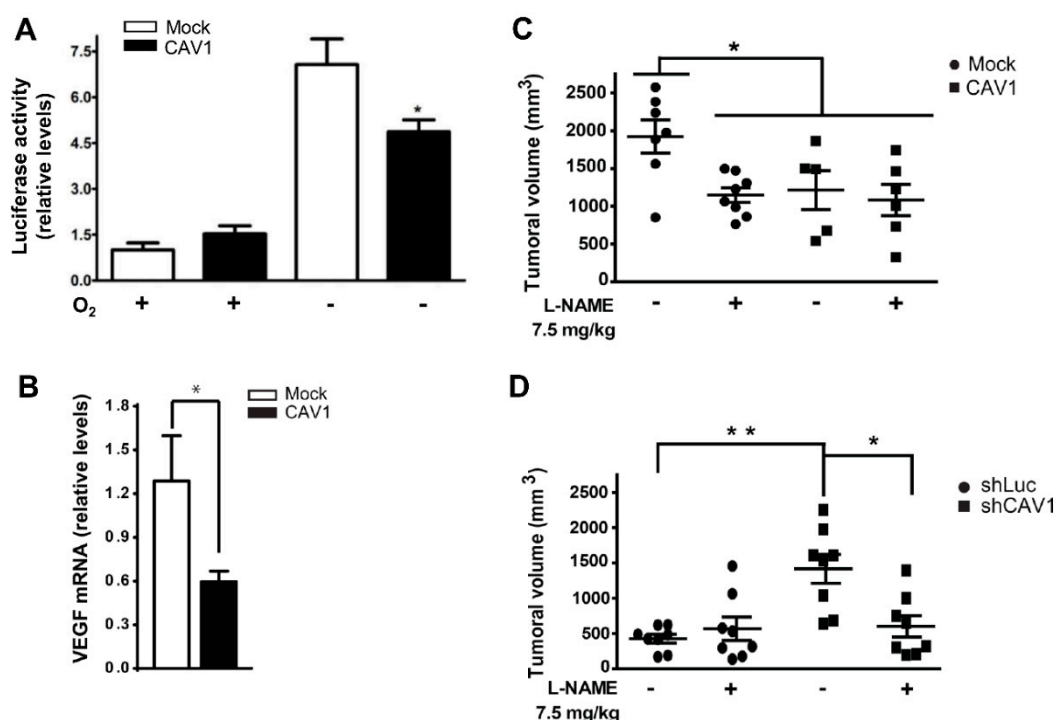 A
Mock
CAV1
Luciferase activity
(relative levels)
7.5
6.0
4.5
3.0
1.5
0.0
*
O2 + + - -
B
Mock
CAV1
VEGF mRNA (relative levels)
1.8
1.5
1.2
0.9
0.6
0.3
0.0
*
C
Mock
CAV1
Tumoral volume (mm3)
2500
2000
1500
1000
500
0
*
L-NAME - + - +
7.5 mg/kg
D
shLuc
shCAV1
Tumoral volume (mm3)
2500
2000
1500
1000
500
0
* *
*
L-NAME - + - +
7.5 mg/kg